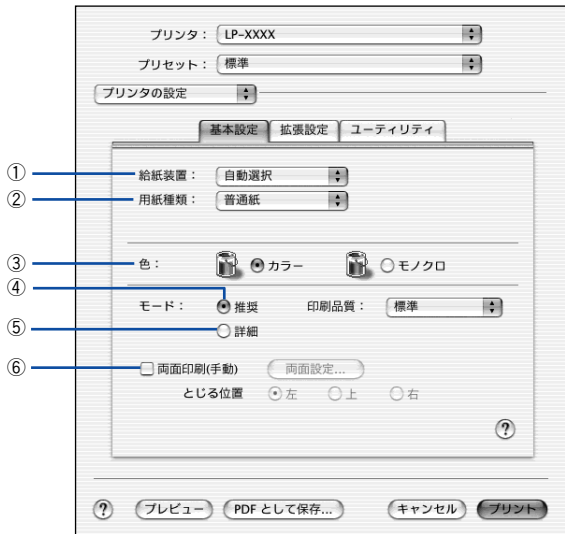 プリンタ： LP-XXXX
プリセット： 標準
プリンタの設定
基本設定 拡張設定 ユーティリティ
① 給紙装置： 自動選択
② 用紙種類： 普通紙
③ 色： カラー モノクロ
④
モード： 推奨 印刷品質： 標準
⑤ 詳細
⑥ 両面印刷(手動) 両面設定...
とじる位置 左 上 右
?
? プレビュー PDF として保存... キャンセル プリント